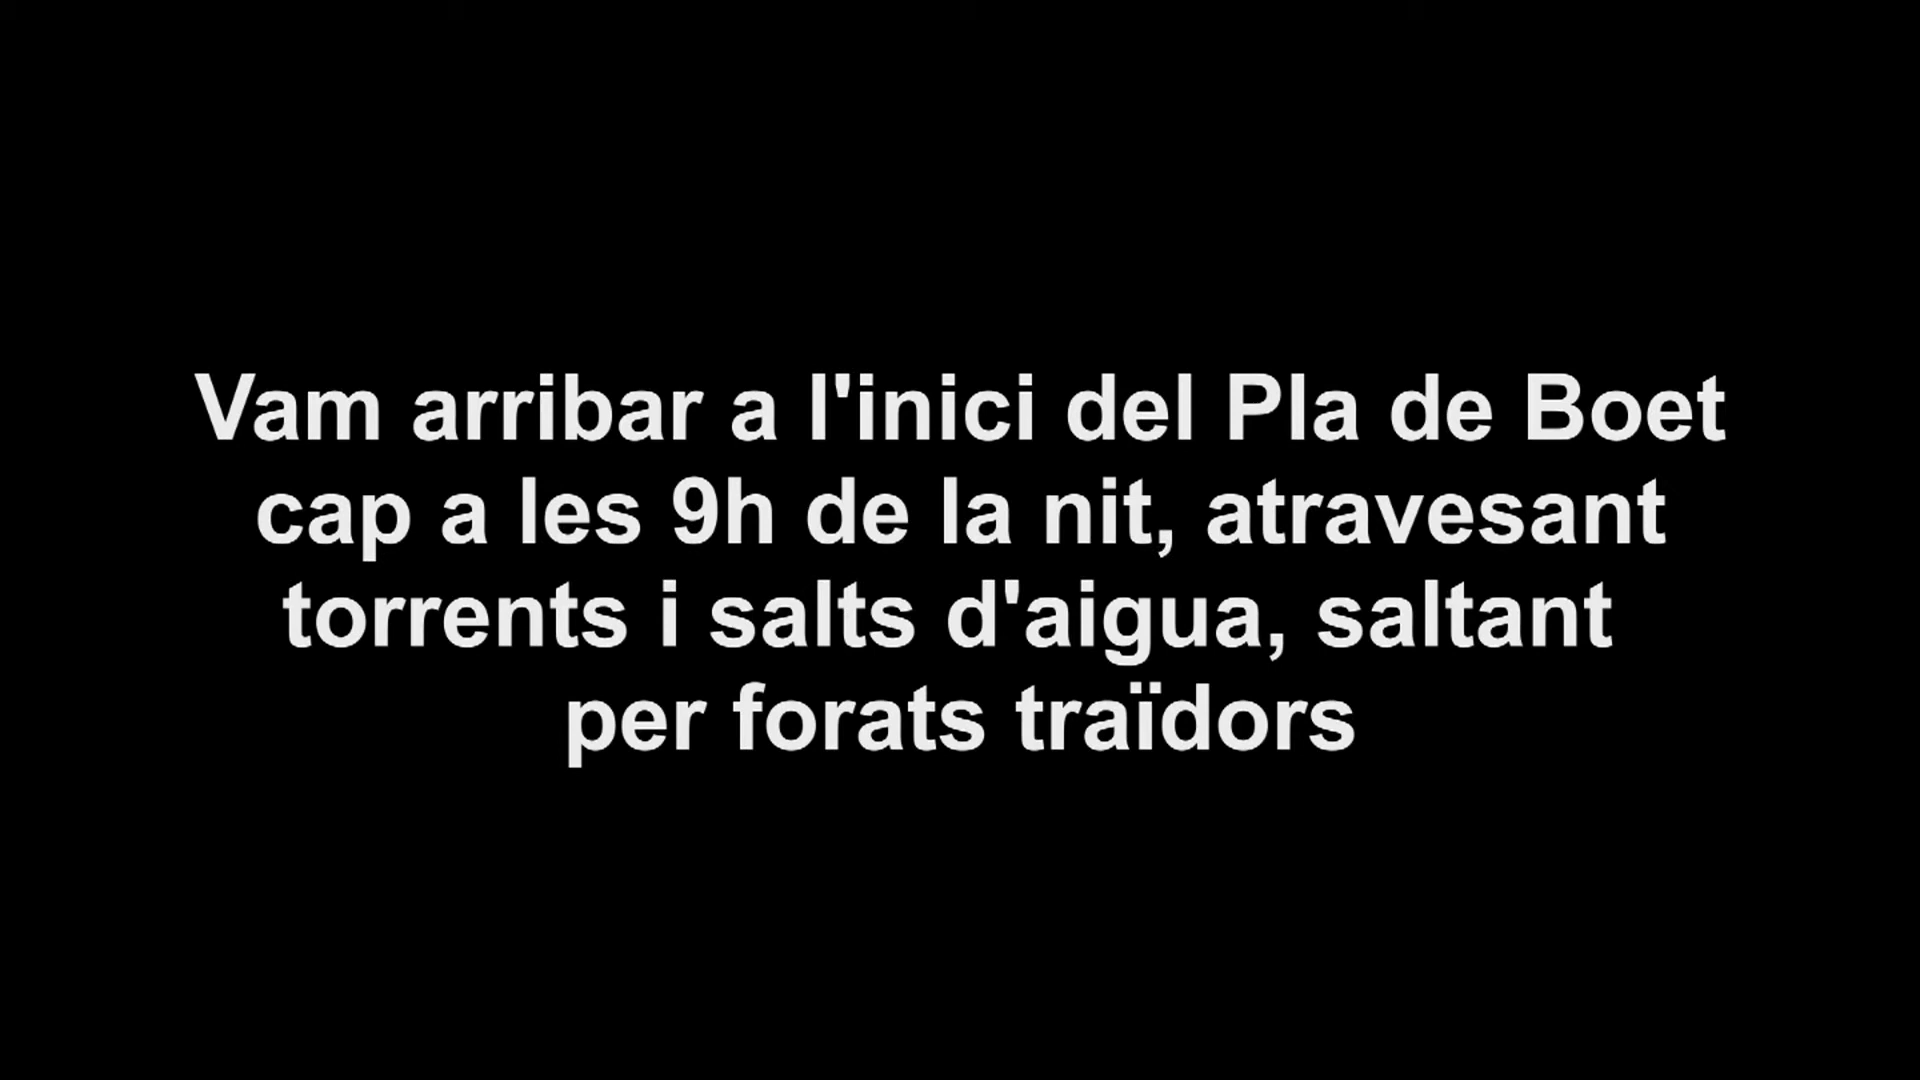 Vam arribar a l'inici del Pla de Boet
cap a les 9h de la nit, atravesant
torrents i salts d'aigua, saltant
per forats traïdors